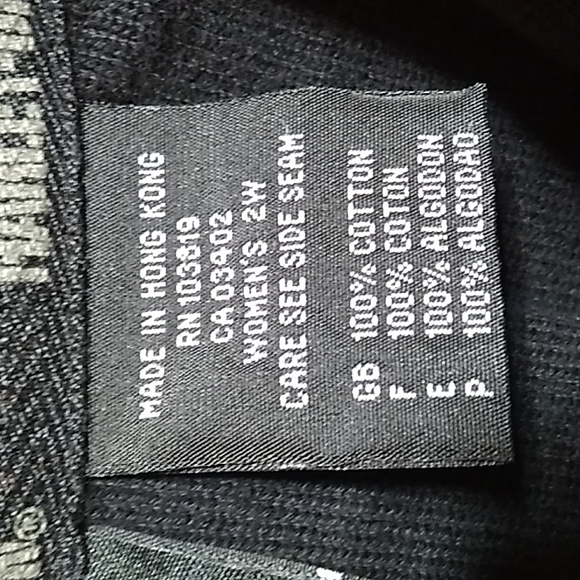 MADE IN HONG KONG
RN 103819
CA 03402
WOMEN'S 2W
CARE SEE SIDE SEAM
GB 100% COTTON
F 100% COTON
E 100% ALGODON
P 100% ALGODAO